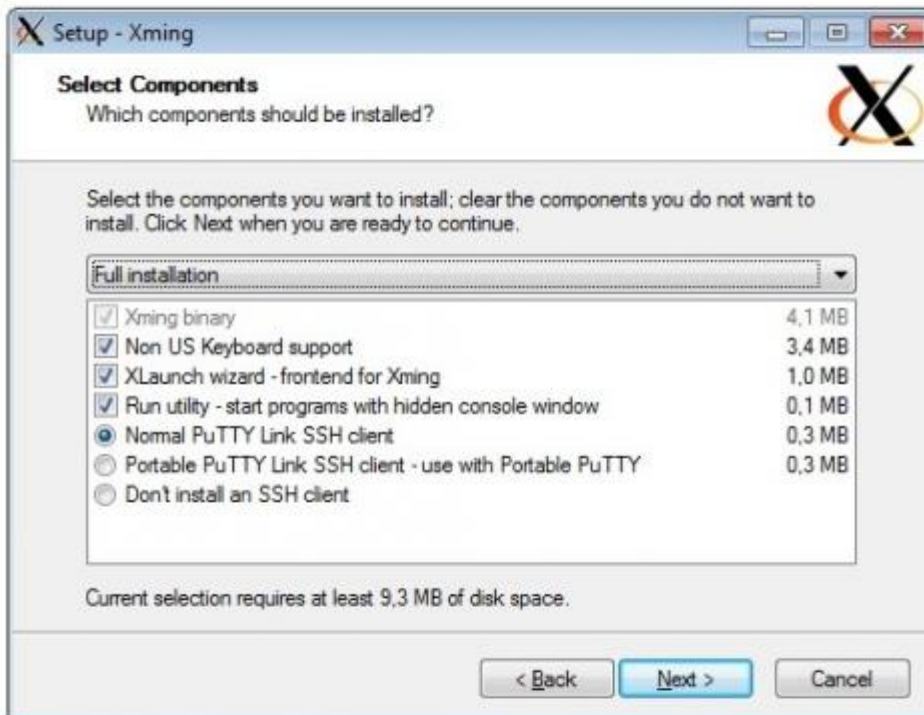 Setup - Xming
Select Components
Which components should be installed?
Select the components you want to install; clear the components you do not want to
install. Click Next when you are ready to continue.
Full installation
Xming binary 4,1 MB
Non US Keyboard support 3,4 MB
XLaunch wizard - frontend for Xming 1,0 MB
Run utility - start programs with hidden console window 0,1 MB
Normal PuTTY Link SSH client 0,3 MB
Portable PuTTY Link SSH client - use with Portable PuTTY 0,3 MB
Don't install an SSH client
Current selection requires at least 9,3 MB of disk space.
< Back Next > Cancel